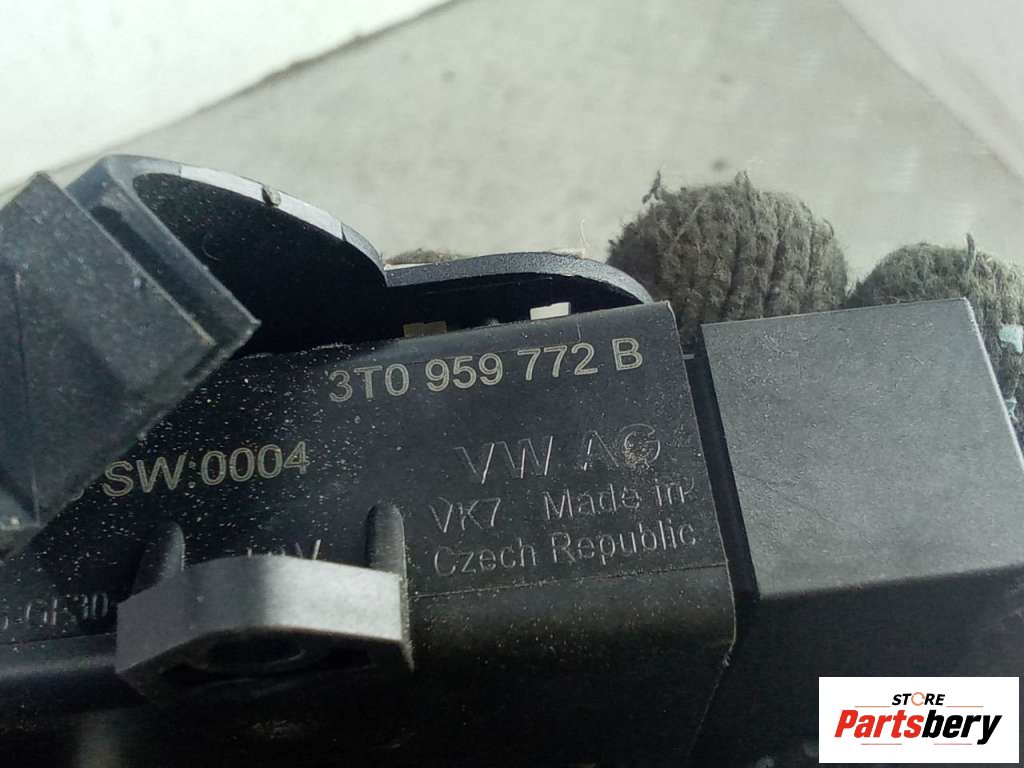 3T0 959 772 B
SW:0004
VW AG
VK7 Made in
Czech Republic
STORE
Partsbery